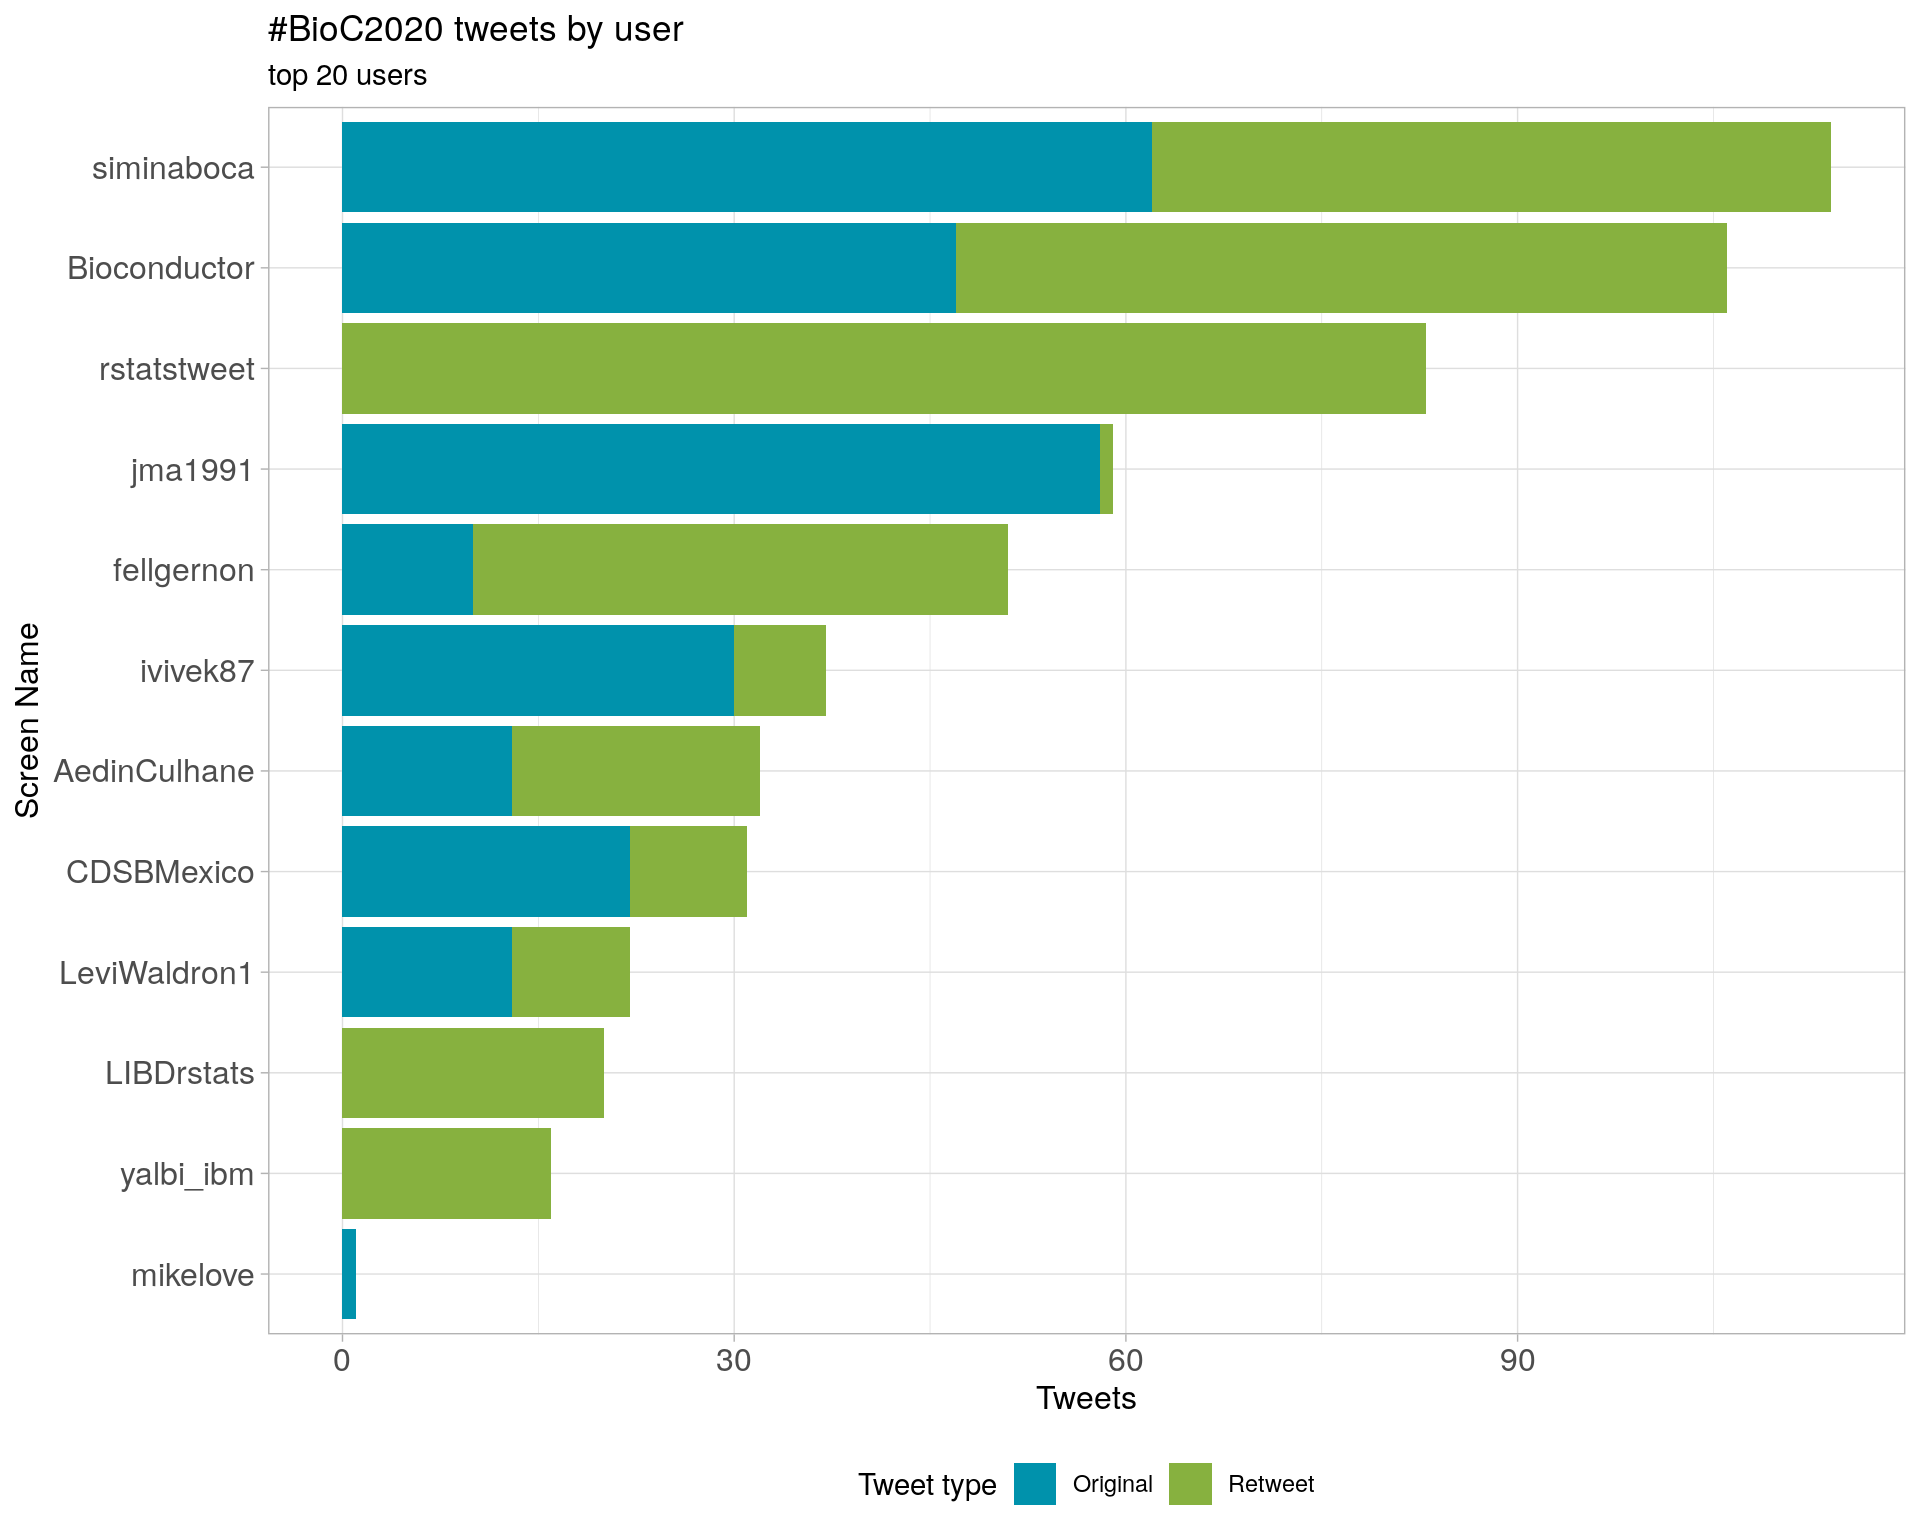 #BioC2020 tweets by user
top 20 users
Screen Name
siminaboca
Bioconductor
rstatstweet
jma1991
fellgernon
ivivek87
AedinCulhane
CDSBMexico
LeviWaldron1
LIBDrstats
yalbi_ibm
mikelove
0 30 60 90
Tweets
Tweet type Original Retweet